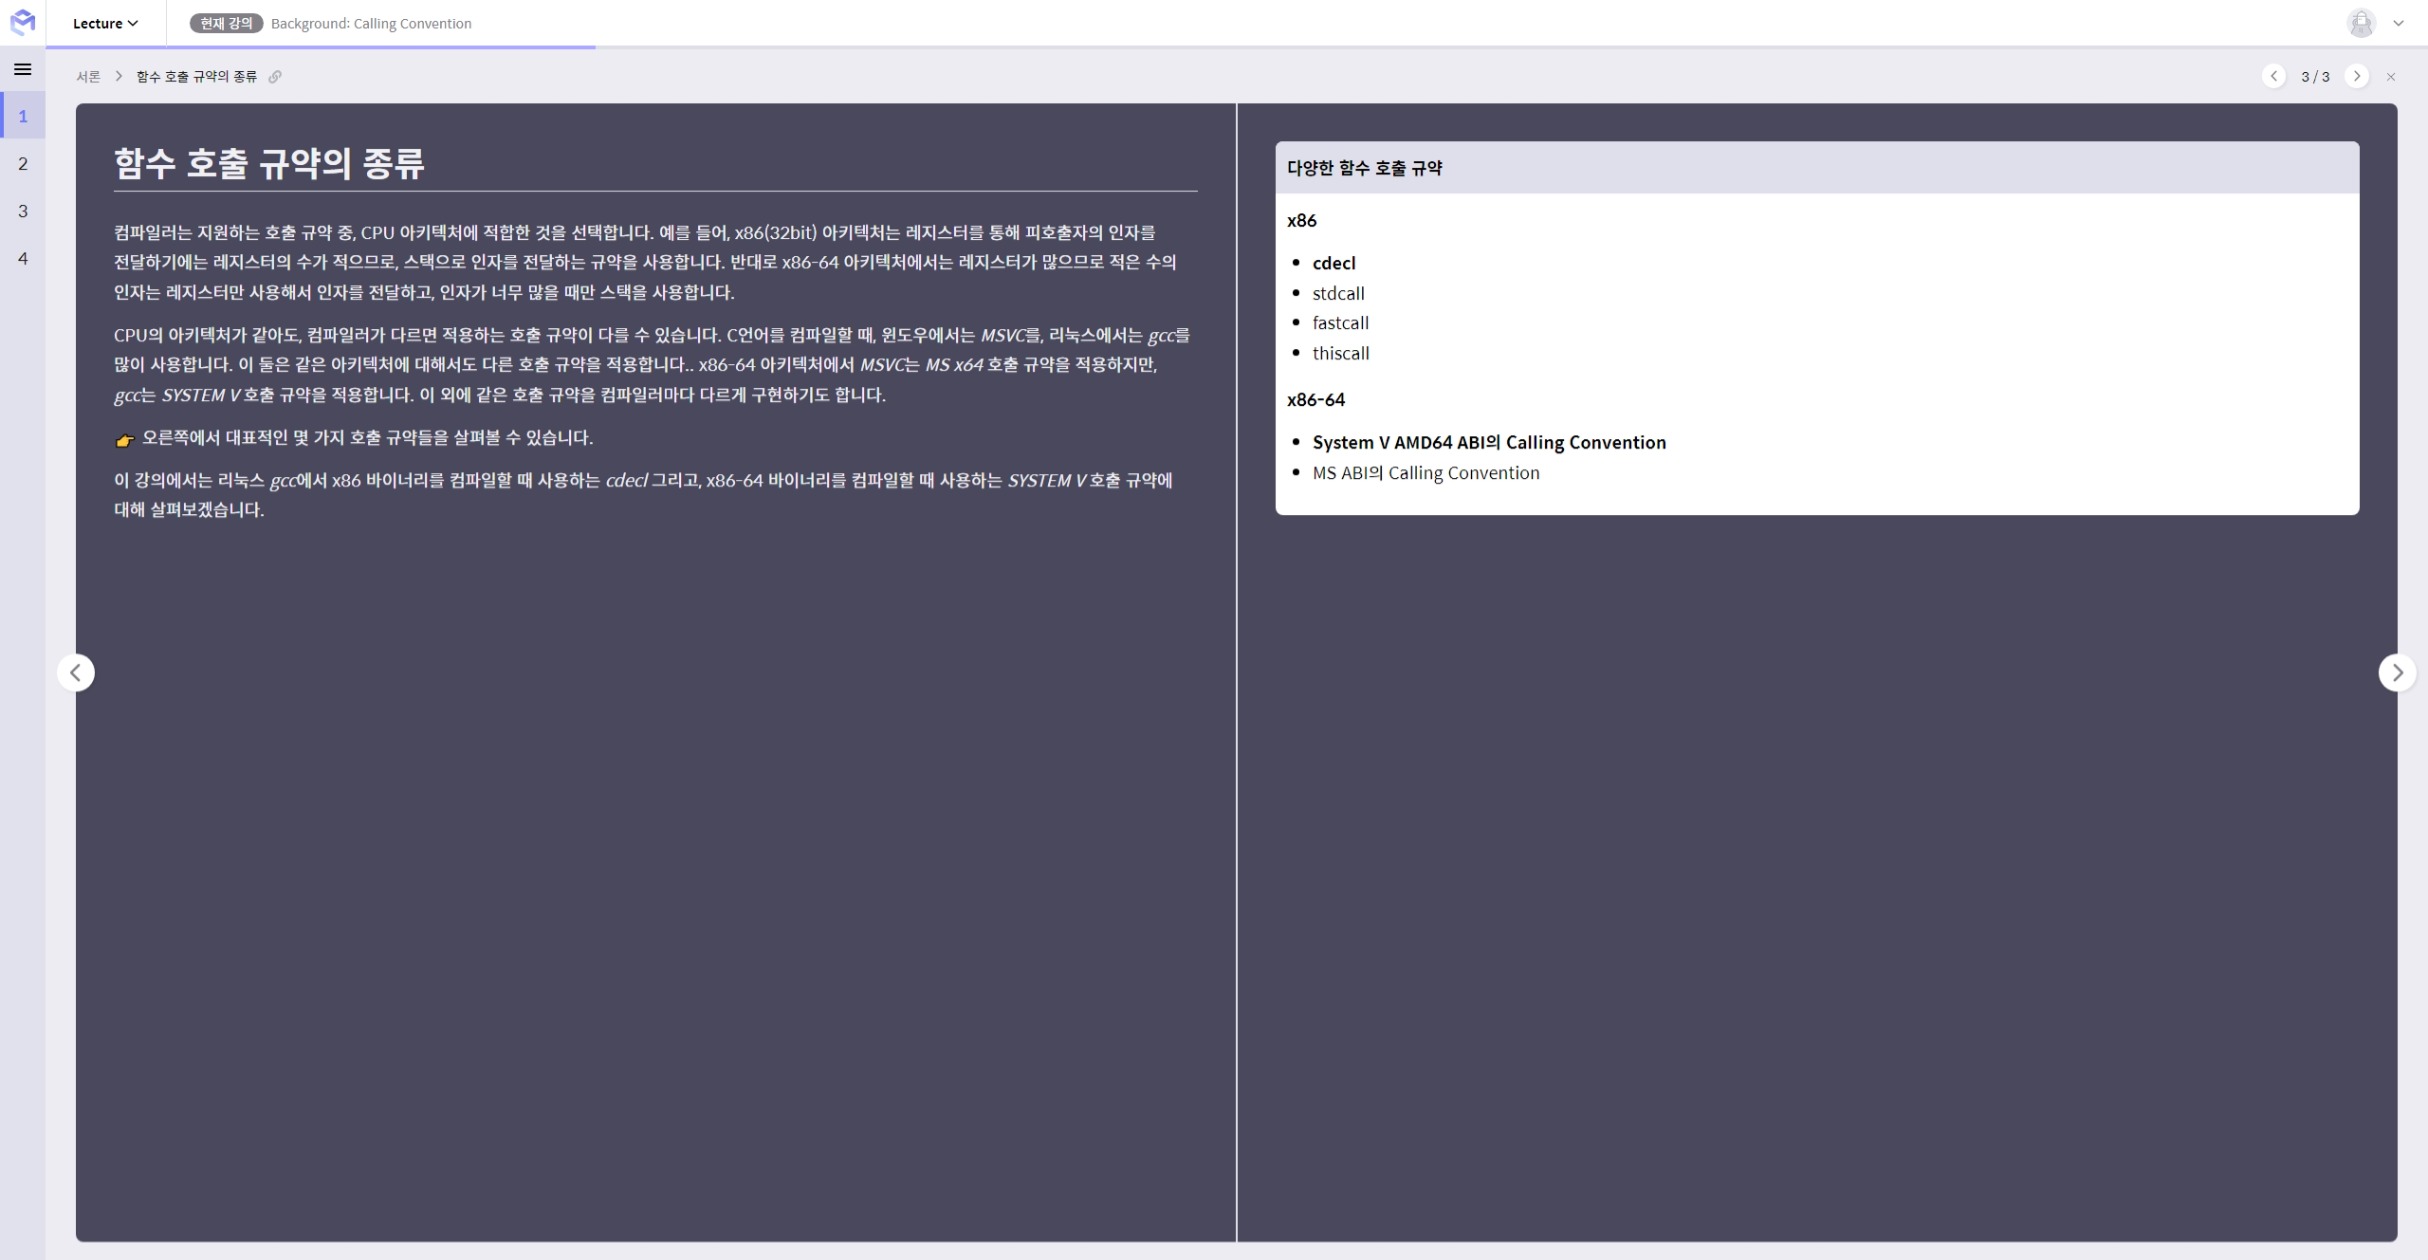 Lecture
현재 강의 Background: Calling Convention
서론 > 함수 호출 규약의 종류
3 / 3
1
2
3
4
함수 호출 규약의 종류
컴파일러는 지원하는 호출 규약 중, CPU 아키텍처에 적합한 것을 선택합니다. 예를 들어, x86(32bit) 아키텍처는 레지스터를 통해 피호출자의 인자를
전달하기에는 레지스터의 수가 적으므로, 스택으로 인자를 전달하는 규약을 사용합니다. 반대로 x86-64 아키텍처에서는 레지스터가 많으므로 적은 수의
인자는 레지스터만 사용해서 인자를 전달하고, 인자가 너무 많을 때만 스택을 사용합니다.
CPU의 아키텍처가 같아도, 컴파일러가 다르면 적용하는 호출 규약이 다를 수 있습니다. C언어를 컴파일할 때, 윈도우에서는 MSVC를, 리눅스에서는 gcc를
많이 사용합니다. 이 둘은 같은 아키텍처에 대해서도 다른 호출 규약을 적용합니다.. x86-64 아키텍처에서 MSVC는 MS x64 호출 규약을 적용하지만,
gcc는 SYSTEM V 호출 규약을 적용합니다. 이 외에 같은 호출 규약을 컴파일러마다 다르게 구현하기도 합니다.
👉 오른쪽에서 대표적인 몇 가지 호출 규약들을 살펴볼 수 있습니다.
이 강의에서는 리눅스 gcc에서 x86 바이너리를 컴파일할 때 사용하는 cdecl 그리고, x86-64 바이너리를 컴파일할 때 사용하는 SYSTEM V 호출 규약에
대해 살펴보겠습니다.
다양한 함수 호출 규약
x86
• cdecl
• stdcall
• fastcall
• thiscall
x86-64
• System V AMD64 ABI의 Calling Convention
• MS ABI의 Calling Convention